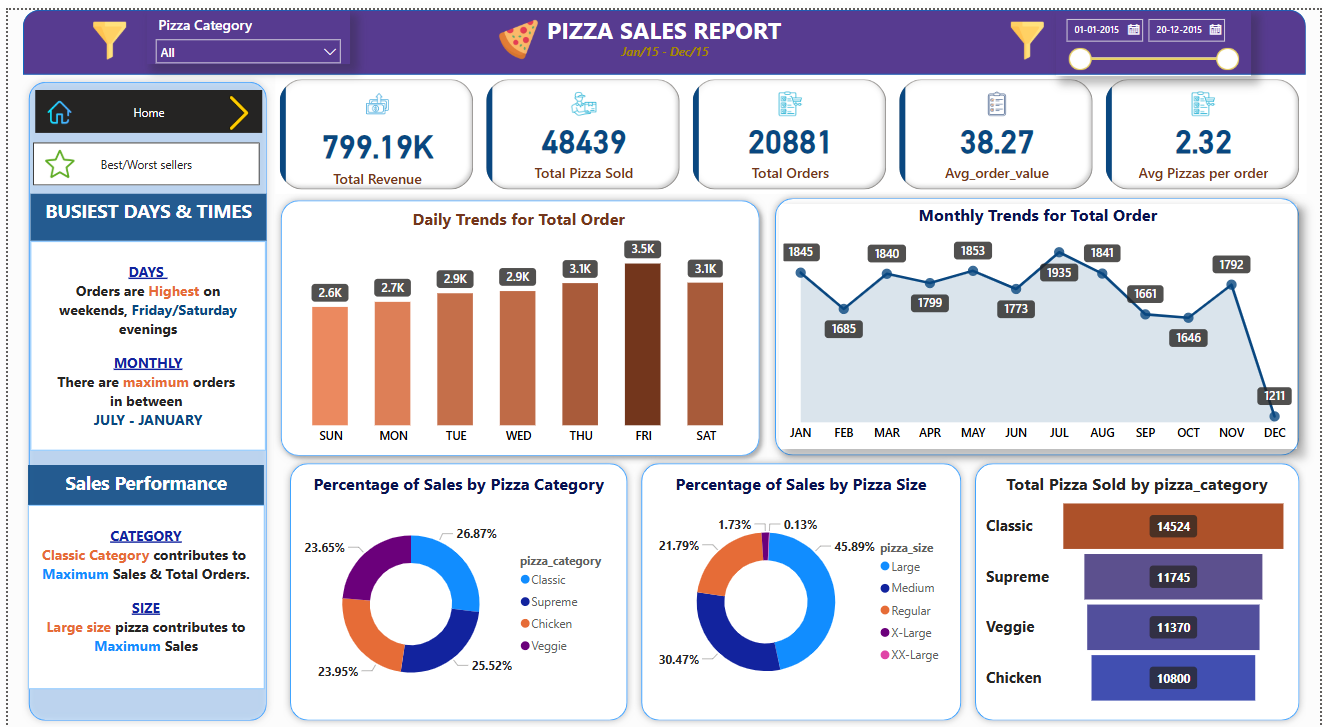 Pizza Category
All
PIZZA SALES REPORT
Jan/15 - Dec/15
01-01-2015
20-12-2015
Home
Best/Worst sellers
799.19K
Total Revenue
48439
Total Pizza Sold
20881
Total Orders
38.27
Avg_order_value
2.32
Avg Pizzas per order
BUSIEST DAYS & TIMES
DAYS
Orders are Highest on
weekends, Friday/Saturday
evenings
MONTHLY
There are maximum orders
in between
JULY - JANUARY
Sales Performance
CATEGORY
Classic Category contributes to
Maximum Sales & Total Orders.
SIZE
Large size pizza contributes to
Maximum Sales
Daily Trends for Total Order
2.6K
2.7K
2.9K
2.9K
3.1K
3.5K
3.1K
SUN
MON
TUE
WED
THU
FRI
SAT
Monthly Trends for Total Order
1845
1685
1840
1799
1853
1773
1935
1841
1661
1646
1792
1211
JAN
FEB
MAR
APR
MAY
JUN
JUL
AUG
SEP
OCT
NOV
DEC
Percentage of Sales by Pizza Category
26.87%
25.52%
23.95%
23.65%
pizza_category
Classic
Supreme
Chicken
Veggie
Percentage of Sales by Pizza Size
1.73%
0.13%
45.89%
30.47%
21.79%
pizza_size
Large
Medium
Regular
X-Large
XX-Large
Total Pizza Sold by pizza_category
Classic
14524
Supreme
11745
Veggie
11370
Chicken
10800